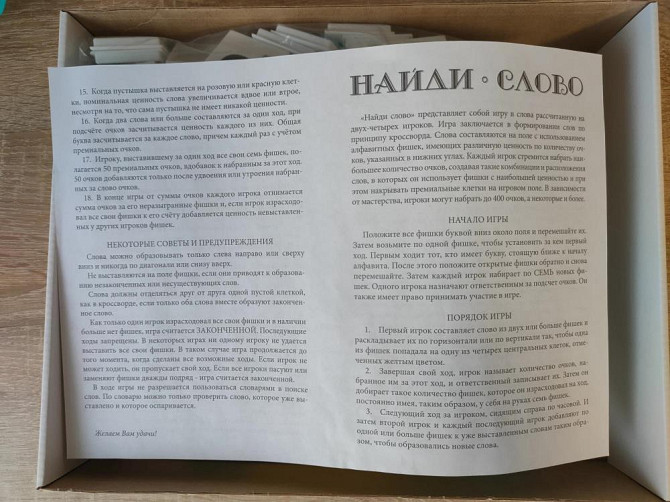 15. Когда пустышка выставляется на розовую или красную клет-
ку, номинальная ценность слова увеличивается вдвое или втрое,
несмотря на то, что сама пустышка не имеет никакой ценности.
16. Когда два слова или больше составляются за один ход, при
подсчёте очков засчитывается ценность каждого из них. Общая
буква засчитывается за каждое слово, причем каждый раз с учётом
премиальных очков.
17. Игроку, выставившему за один ход все свои семь фишек, по-
лагается 50 премиальных очков, вдобавок к набранным за этот ход.
50 очков добавляются только после удвоения или утроения набран-
ных за слово очков.
18. В конце игры от суммы очков каждого игрока отнимается
сумма очков за его неразыгранные фишки и, если игрок израсходо-
вал все свои фишки к его счёту добавляется ценность невыставлен-
ных у других игроков фишек.
НЕКОТОРЫЕ СОВЕТЫ И ПРЕДУПРЕЖДЕНИЯ
Слова можно образовывать только слева направо или сверху
вниз и никогда по диагонали или снизу вверх.
Не выставляются на поле фишки, если они приводят к образова-
нию незаконченных или несуществующих слов.
Слова должны отделяться друг от друга одной пустой клеткой,
как в кроссворде, если только оба слова вместе образуют закончен-
ное слово.
Как только один игрок израсходовал все свои фишки и в наличии
больше нет фишек, игра считается ЗАКОНЧЕННОЙ. Последующие
ходы запрещены. В некоторых играх ни одному игроку не удается
выставить все свои фишки. В таком случае игра продолжается до
того момента, когда сделаны все возможные ходы. Если игрок не
может ходить, он пропускает свой ход. Если все игроки пасуют или
заменяют фишки дважды подряд - игра считается законченной.
В ходе игры не разрешается пользоваться словарями в поиске
слов. По словарю можно только проверить слово, которое уже вы-
ставлено и которое оспаривается.
Желаем Вам удачи!
НАЙДИ · СЛОВО
«Найди слово» представляет собой игру в слова рассчитанную на
двух-четырех игроков. Игра заключается в формировании слов по
принципу кроссворда. Слова составляются на поле с использованием
алфавитных фишек, имеющих различную ценность по количеству оч-
ков, указанных в нижних углах. Каждый игрок стремится набрать наи-
большее количество очков, создавая такие комбинации и расположения
слов, в которых он использует фишки с наибольшей ценностью и при
этом накрывать премиальные клетки на игровом поле. В зависимости
от мастерства, игроки могут набрать до 400 очков, а некоторые и более.
НАЧАЛО ИГРЫ
Положите все фишки буквой вниз около поля и перемешайте их.
Затем возьмите по одной фишке, чтобы установить за кем первый
ход. Первым ходит тот, кто имеет букву, стоящую ближе к началу
алфавита. После этого положите открытые фишки обратно и снова
перемешайте. Затем каждый игрок набирает по СЕМЬ новых фи-
шек. Одного игрока назначают ответственным за подсчет очков. Он
также имеет право принимать участие в игре.
ПОРЯДОК ИГРЫ
1. Первый игрок составляет слово из двух или больше фишек и
раскладывает их по горизонтали или по вертикали так, чтобы одна
из фишек попадала на одну из четырех центральных клеток, отме-
ченных желтым цветом.
2. Завершая свой ход, игрок называет количество очков, на-
бранное им за этот ход, и ответственный записывает их. Затем он
добирает такое количество фишек, которое он израсходовал на ход,
постоянно имея, таким образом, у себя на руках семь фишек.
3. Следующий ход за игроком, сидящим справа по часовой. И
затем второй игрок и каждый последующий игрок добавляют по
одной или больше фишек к уже выставленным словам таким обра-
зом, чтобы образовались новые слова.